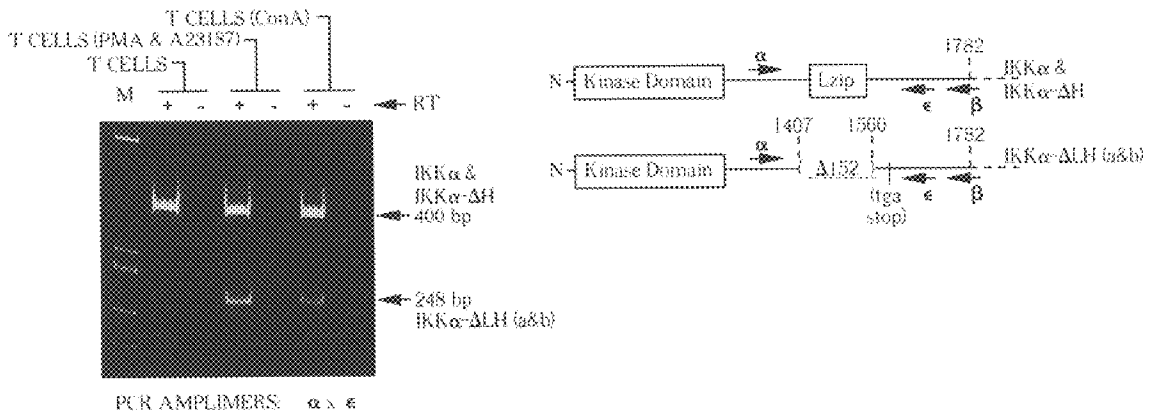 T CELLS (ConA)
T CELLS (PMA & A23187)
T CELLS
M + - + - + - RT
IKKα &
IKKα-ΔH
400 bp
248 bp
IKKα-ΔLH (a&b)
PCR AMPLIMERS: α x ε
1782
α
N- Kinase Domain Lzip IKKα &
IKKα-ΔH
ε β
1407 1560 1782
α
N- Kinase Domain Δ152 IKKα-ΔLH (a&b)
(tga
stop)
ε β